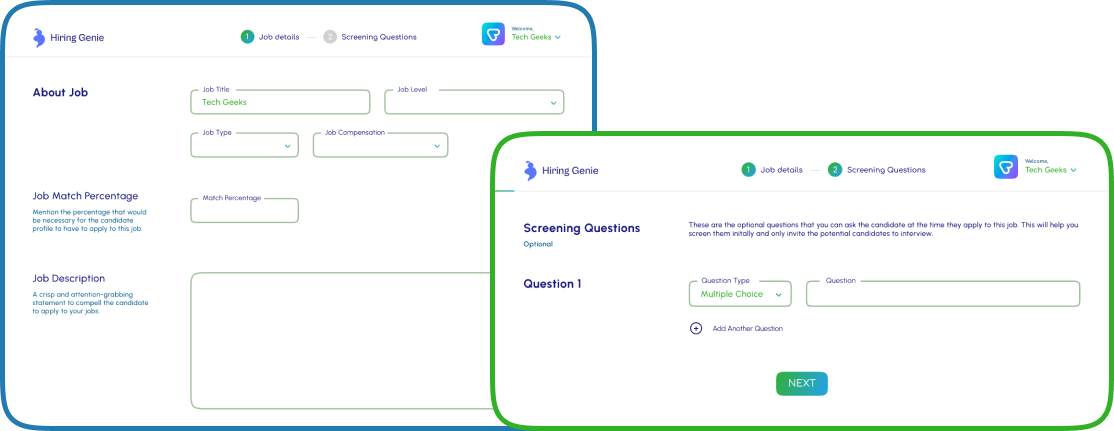 Hiring Genie
1 Job details
2 Screening Questions
Welcome,
Tech Geeks
About Job
Job Title
Tech Geeks
Job Level
Job Type
Job Compensation
Job Match Percentage
Mention the percentage that would
be necessary for the candidate
profile to have to apply to this job.
Match Percentage
Job Description
A crisp and attention-grabbing
statement to compell the candidate
to apply to your jobs.
Hiring Genie
1 Job details
2 Screening Questions
Welcome,
Tech Geeks
Screening Questions
Optional
These are the optional questions that you can ask the candidate at the time they apply to this job. This will help you
screen them initally and only invite the potential candidates to interview.
Question 1
Question Type
Multiple Choice
Question
Add Another Question
NEXT